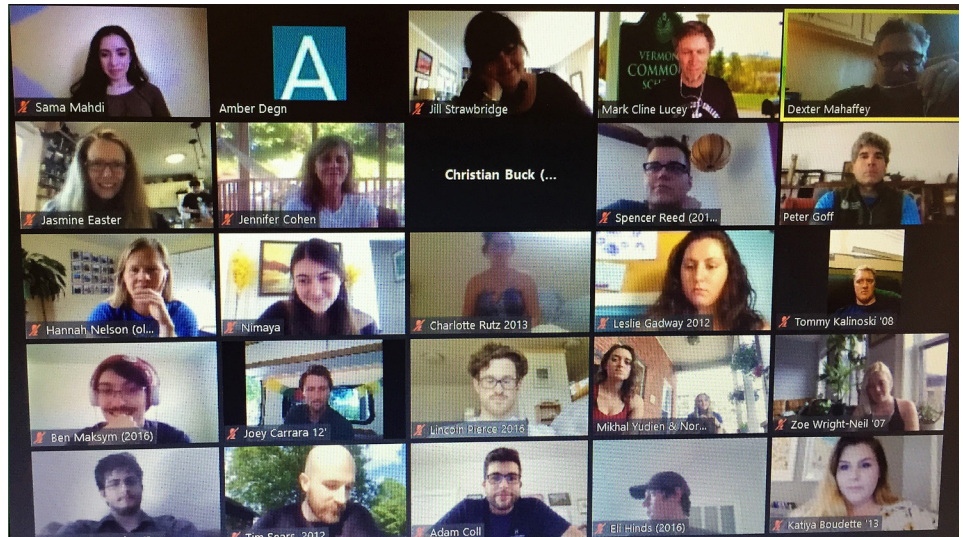 Sama Mahdi
A
Amber Degn
Jill Strawbridge
VERMONT
COMMO
SCH
Mark Cline Lucey
Dexter Mahaffey
Jasmine Easter
Jennifer Cohen
Christian Buck (...
Spencer Reed (201...
Peter Goff
Hannah Nelson (ol...
Nimaya
Charlotte Rutz 2013
Leslie Gadway 2012
Tommy Kalinoski '08
Ben Maksym (2016)
Joey Carrara 12'
Lincoln Pierce 2016
Mikhal Yudien & Nor...
Zoe Wright-Neil '07
Tim Sears, 2012
Adam Coll
Eli Hinds (2016)
Katiya Boudette '13